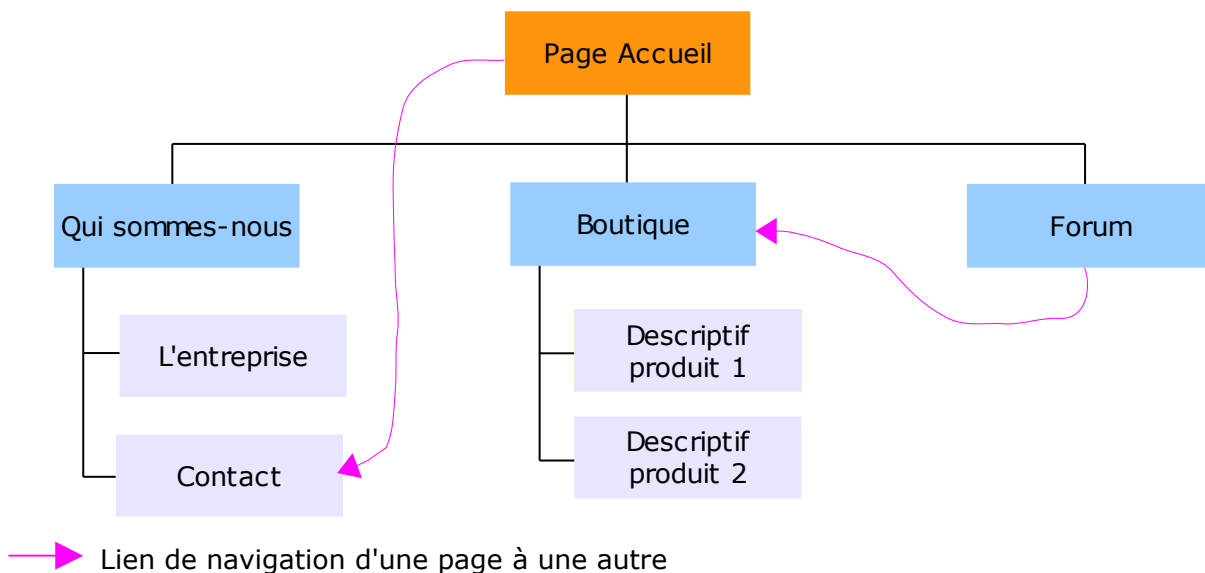 Page Accueil
Qui sommes-nous
Boutique
Forum
L'entreprise
Contact
Descriptif
produit 1
Descriptif
produit 2
Lien de navigation d'une page à une autre